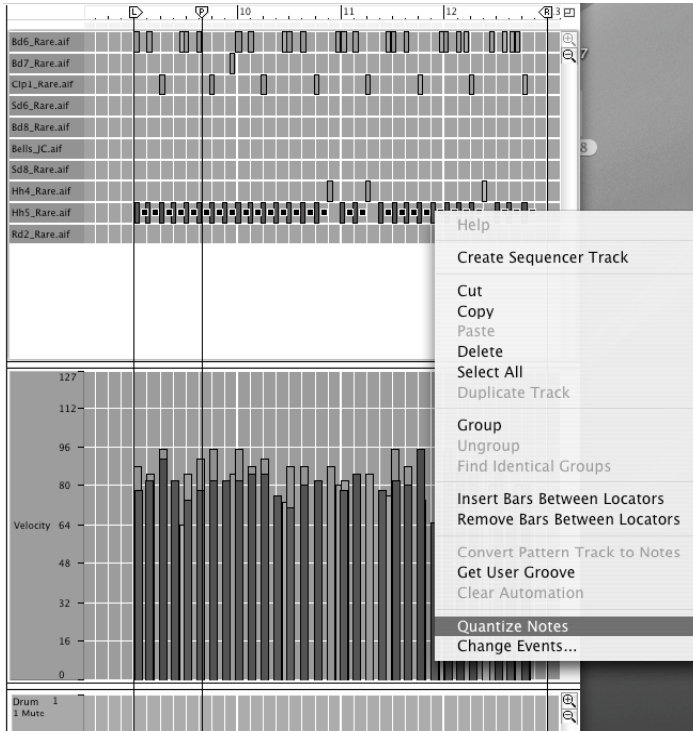 L P 10 11 12 R 3
Bd6_Rare.aif
Bd7_Rare.aif
7
Clp1_Rare.aif
Sd6_Rare.aif
Bd8_Rare.aif
Bells_JC.aif
8
Sd8_Rare.aif
Hh4_Rare.aif
Hh5_Rare.aif
Rd2_Rare.aif
Help
Create Sequencer Track
Cut
Copy
Paste
Delete
Select All
Duplicate Track
Group
Ungroup
Find Identical Groups
Insert Bars Between Locators
Remove Bars Between Locators
Convert Pattern Track to Notes
Get User Groove
Clear Automation
Quantize Notes
Change Events...
127
112
96
80
Velocity 64
48
32
16
0
Drum 1
1 Mute